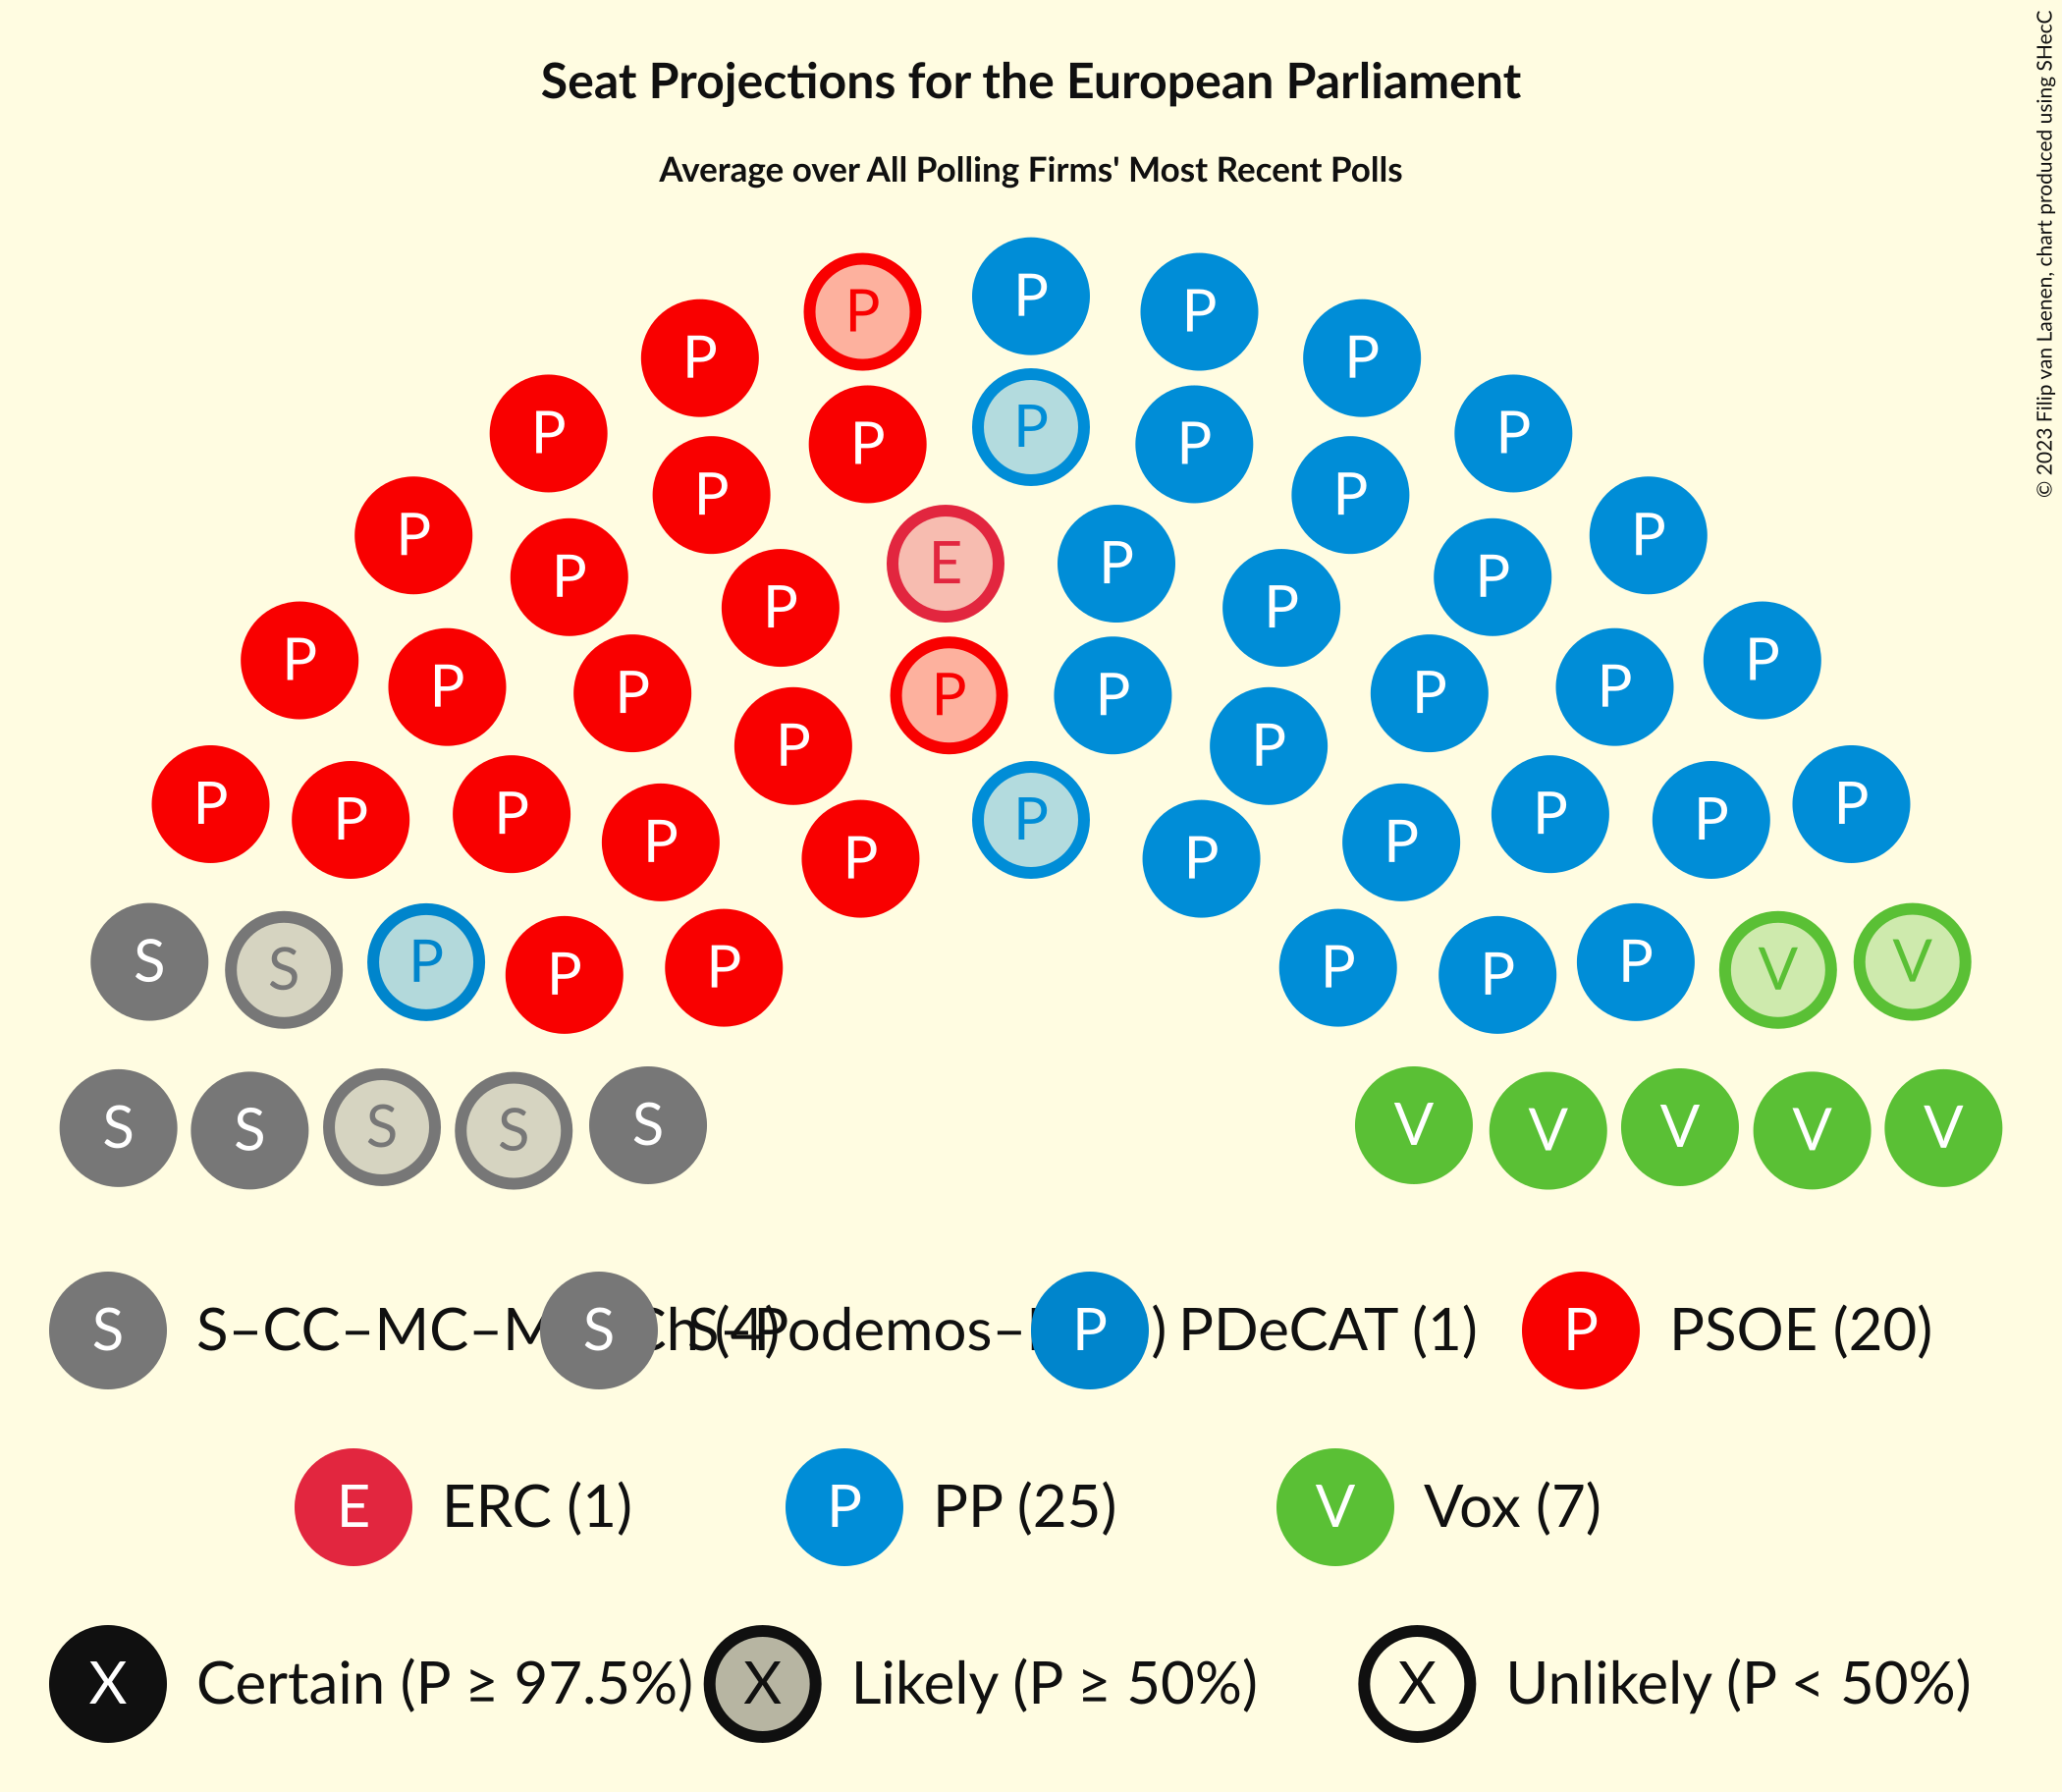 Seat Projections for the European Parliament
Average over All Polling Firms' Most Recent Polls
© 2023 Filip van Laenen, chart produced using SHecC
P P P
P P
P P P P P
P P
P P
P E P P
P P
P P
P P P P P P
P P
P P P P P P P
P P P P
S S P P P P P P V V
S S S S S V V V V V
S S–CC–MC–M
S S–Podemos–
P PDeCAT (1)
P PSOE (20)
E ERC (1)
P PP (25)
V Vox (7)
X Certain (P ≥ 97.5%)
X Likely (P ≥ 50%)
X Unlikely (P < 50%)